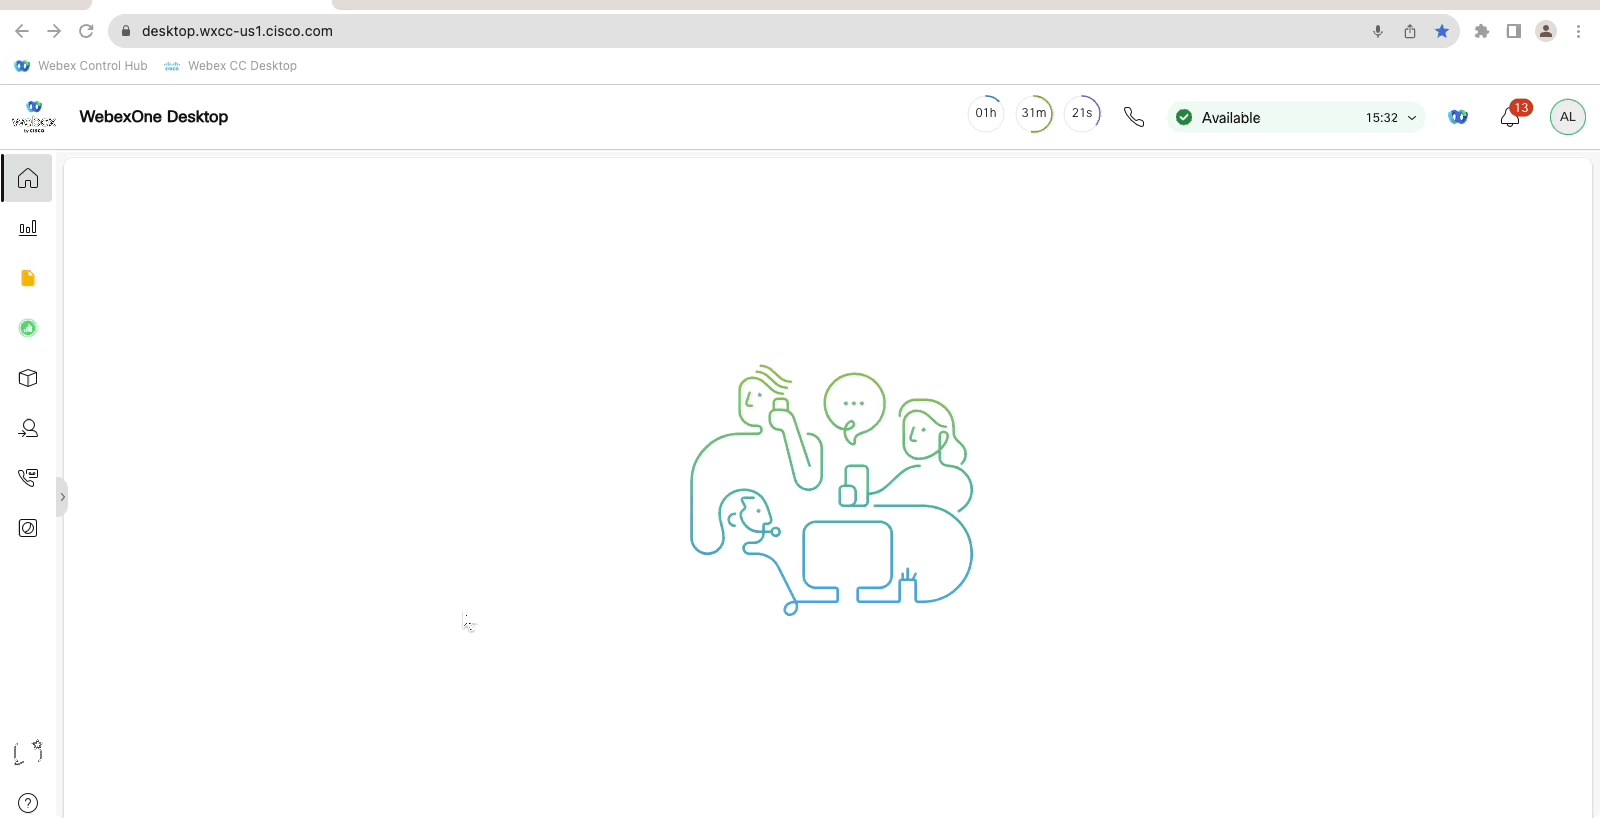 desktop.wxcc-us1.cisco.com
Webex Control Hub
Webex CC Desktop
webex
by CISCO
WebexOne Desktop
01h
31m
21s
Available
15:32
13
AL